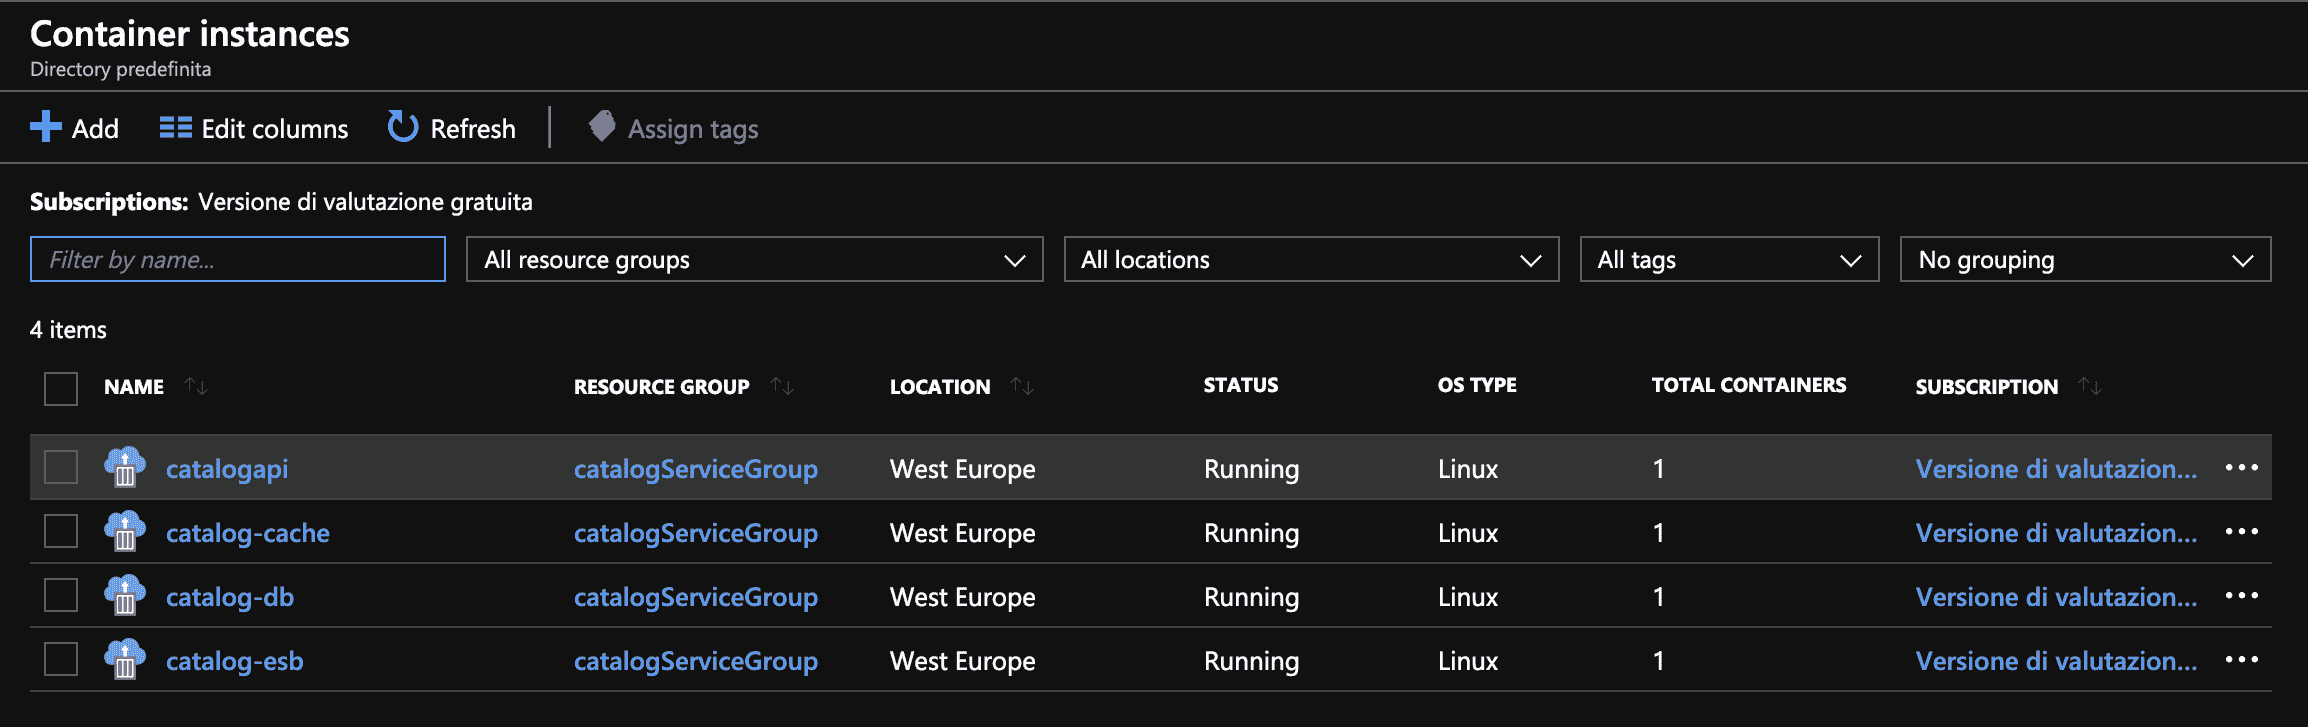 Container instances
Directory predefinita
Add Edit columns Refresh Assign tags
Subscriptions: Versione di valutazione gratuita
Filter by name... All resource groups All locations All tags No grouping
4 items
NAME RESOURCE GROUP LOCATION STATUS OS TYPE TOTAL CONTAINERS SUBSCRIPTION
catalogapi catalogServiceGroup West Europe Running Linux 1 Versione di valutazion...
catalog-cache catalogServiceGroup West Europe Running Linux 1 Versione di valutazion...
catalog-db catalogServiceGroup West Europe Running Linux 1 Versione di valutazion...
catalog-esb catalogServiceGroup West Europe Running Linux 1 Versione di valutazion...